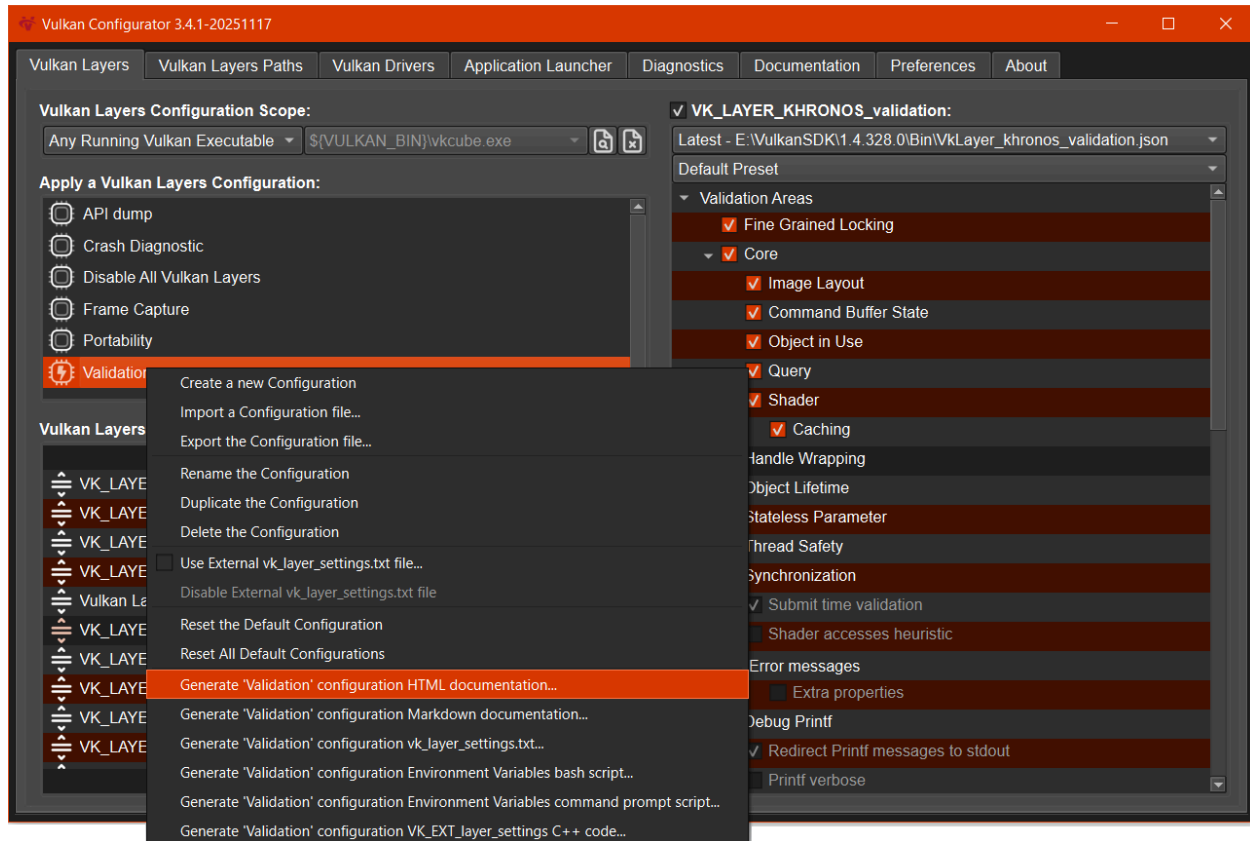 Vulkan Configurator 3.4.1-20251117
Vulkan Layers
Vulkan Layers Paths
Vulkan Drivers
Application Launcher
Diagnostics
Documentation
Preferences
About
Vulkan Layers Configuration Scope:
Any Running Vulkan Executable
${VULKAN_BIN}\vkcube.exe
Apply a Vulkan Layers Configuration:
API dump
Crash Diagnostic
Disable All Vulkan Layers
Frame Capture
Portability
Validation
Vulkan Layers
VK_LAYE
VK_LAYE
VK_LAYE
VK_LAYE
Vulkan La
VK_LAYE
VK_LAYE
VK_LAYE
VK_LAYE
VK_LAYE
Create a new Configuration
Import a Configuration file...
Export the Configuration file...
Rename the Configuration
Duplicate the Configuration
Delete the Configuration
Use External vk_layer_settings.txt file...
Disable External vk_layer_settings.txt file
Reset the Default Configuration
Reset All Default Configurations
Generate 'Validation' configuration HTML documentation...
Generate 'Validation' configuration Markdown documentation...
Generate 'Validation' configuration vk_layer_settings.txt...
Generate 'Validation' configuration Environment Variables bash script...
Generate 'Validation' configuration Environment Variables command prompt script...
Generate 'Validation' configuration VK_EXT_layer_settings C++ code...
VK_LAYER_KHRONOS_validation:
Latest - E:\VulkanSDK\1.4.328.0\Bin\VkLayer_khronos_validation.json
Default Preset
Validation Areas
Fine Grained Locking
Core
Image Layout
Command Buffer State
Object in Use
Query
Shader
Caching
Handle Wrapping
Object Lifetime
Stateless Parameter
Thread Safety
Synchronization
Submit time validation
Shader accesses heuristic
Error messages
Extra properties
Debug Printf
Redirect Printf messages to stdout
Printf verbose